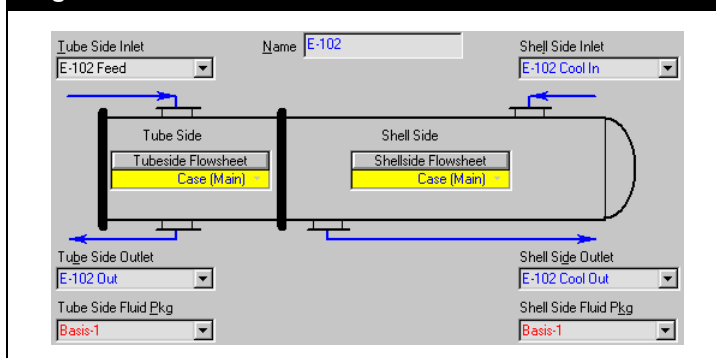 Tube Side Inlet Name E-102 Shell Side Inlet
E-102 Feed E-102 Cool In
Tube Side Shell Side
Tubeside Flowsheet Shellside Flowsheet
Case (Main) Case (Main)
Tube Side Outlet Shell Side Outlet
E-102 Out E-102 Cool Out
Tube Side Fluid Pkg Shell Side Fluid Pkg
Basis-1 Basis-1